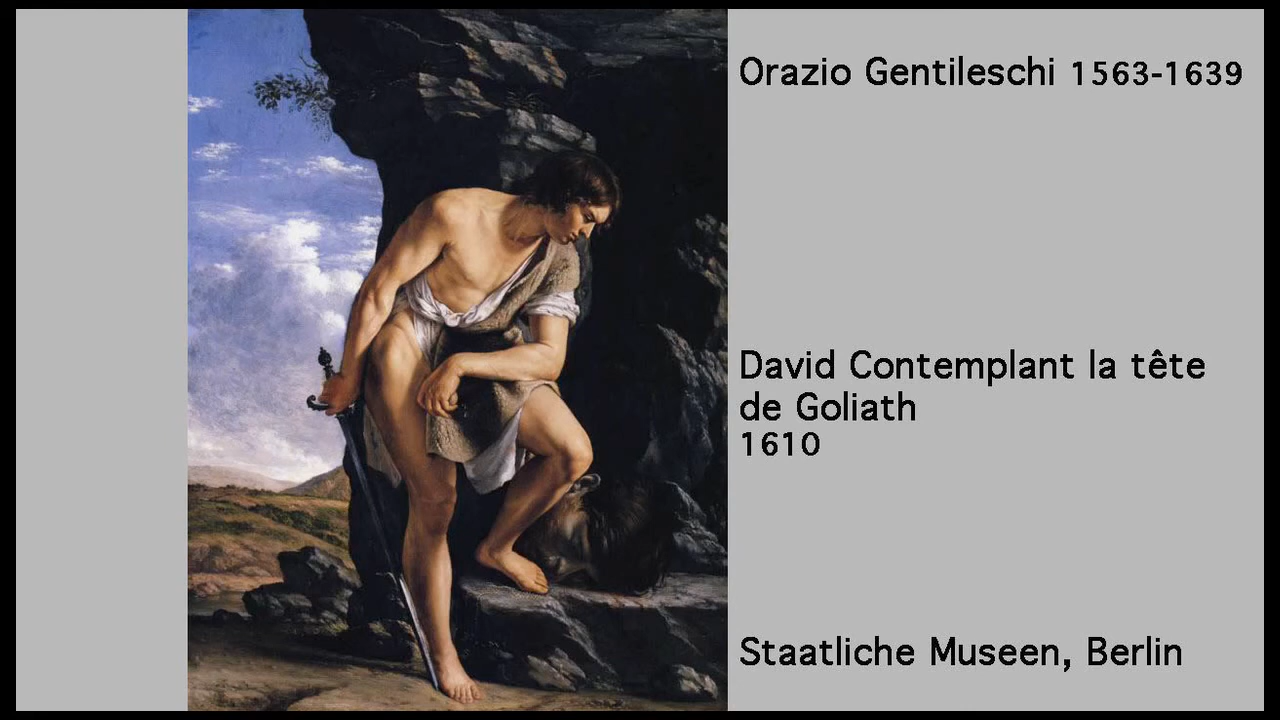 Orazio Gentileschi 1563-1639
David Contemplant la tête
de Goliath
1610
Staatliche Museen, Berlin